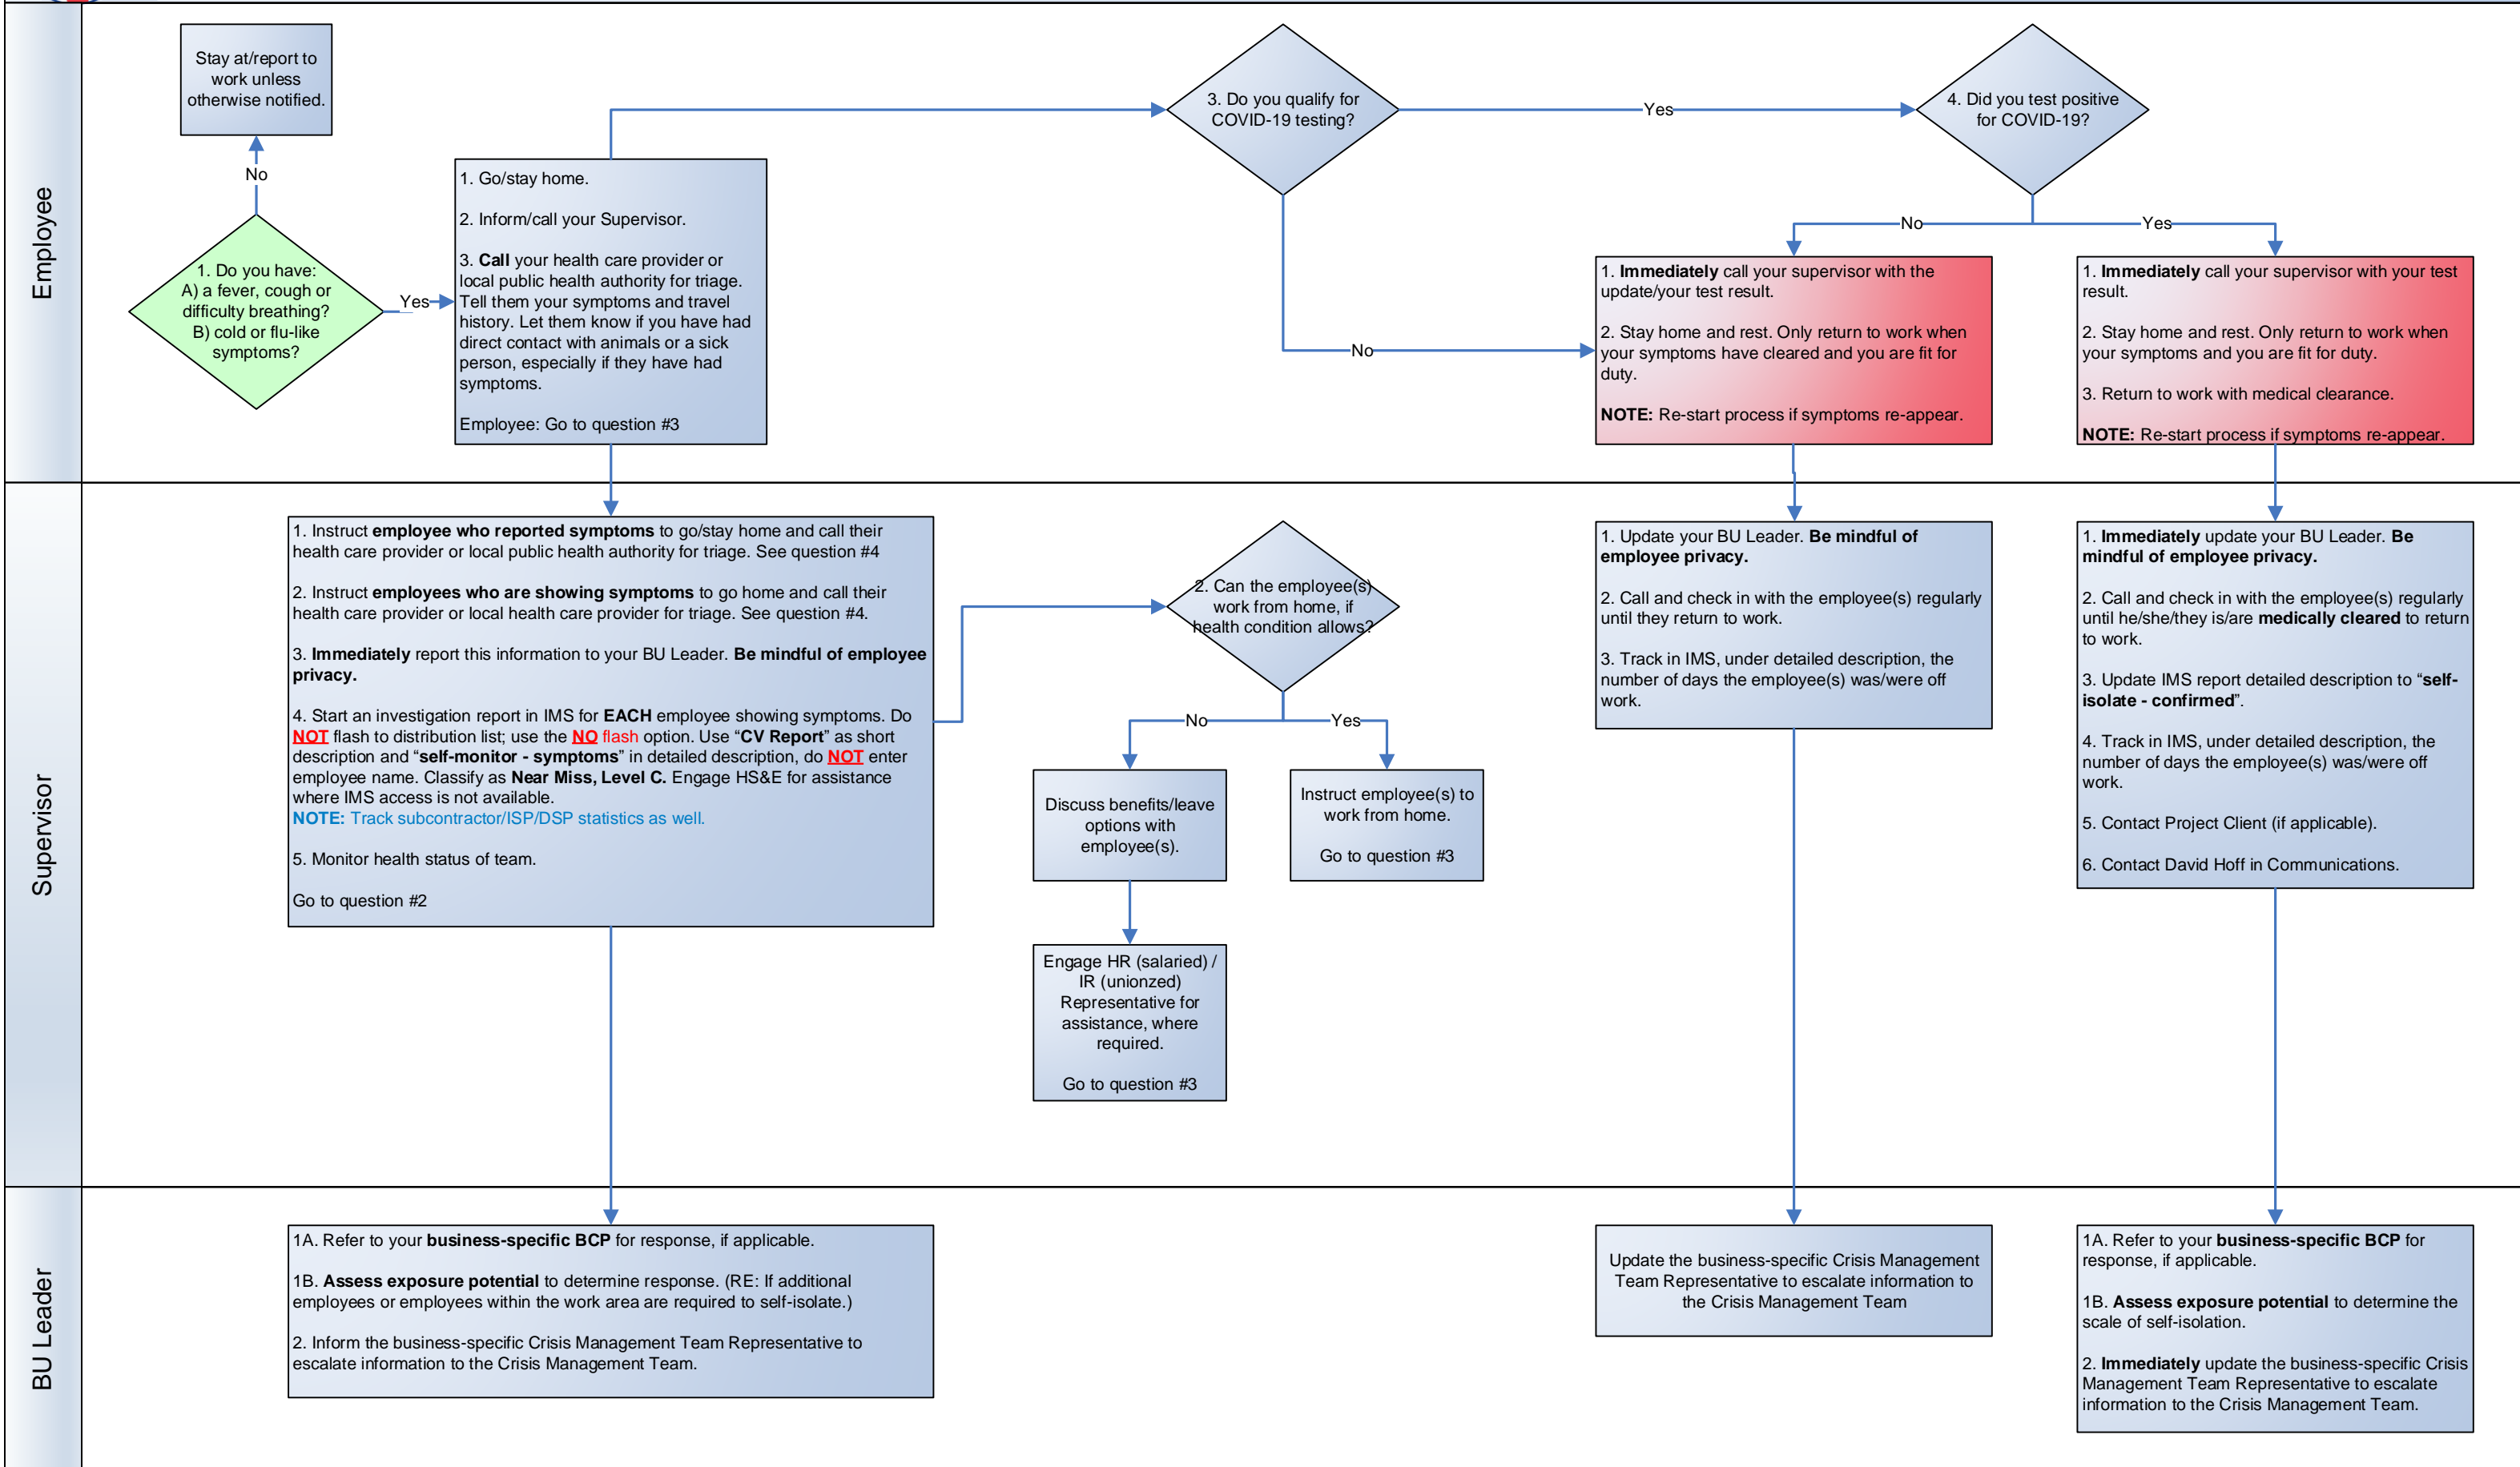 Employee
Stay at/report to
work unless
otherwise notified.
No
1. Do you have:
A) a fever, cough or
difficulty breathing?
B) cold or flu-like
symptoms?
Yes
1. Go/stay home.
2. Inform/call your Supervisor.
3. Call your health care provider or
local public health authority for triage.
Tell them your symptoms and travel
history. Let them know if you have had
direct contact with animals or a sick
person, especially if they have had
symptoms.
Employee: Go to question #3
3. Do you qualify for
COVID-19 testing?
Yes
No
4. Did you test positive
for COVID-19?
No
Yes
1. Immediately call your supervisor with the
update/your test result.
2. Stay home and rest. Only return to work when
your symptoms have cleared and you are fit for
duty.
NOTE: Re-start process if symptoms re-appear.
1. Immediately call your supervisor with your test
result.
2. Stay home and rest. Only return to work when
your symptoms and you are fit for duty.
3. Return to work with medical clearance.
NOTE: Re-start process if symptoms re-appear.
Supervisor
1. Instruct employee who reported symptoms to go/stay home and call their
health care provider or local public health authority for triage. See question #4
2. Instruct employees who are showing symptoms to go home and call their
health care provider or local health care provider for triage. See question #4.
3. Immediately report this information to your BU Leader. Be mindful of employee
privacy.
4. Start an investigation report in IMS for EACH employee showing symptoms. Do
NOT flash to distribution list; use the NO flash option. Use “CV Report” as short
description and “self-monitor - symptoms” in detailed description, do NOT enter
employee name. Classify as Near Miss, Level C. Engage HS&E for assistance
where IMS access is not available.
NOTE: Track subcontractor/ISP/DSP statistics as well.
5. Monitor health status of team.
Go to question #2
2. Can the employee(s)
work from home, if
health condition allows?
No
Yes
Discuss benefits/leave
options with
employee(s).
Instruct employee(s) to
work from home.
Go to question #3
Engage HR (salaried) /
IR (unionzed)
Representative for
assistance, where
required.
Go to question #3
1. Update your BU Leader. Be mindful of
employee privacy.
2. Call and check in with the employee(s) regularly
until they return to work.
3. Track in IMS, under detailed description, the
number of days the employee(s) was/were off
work.
1. Immediately update your BU Leader. Be
mindful of employee privacy.
2. Call and check in with the employee(s) regularly
until he/she/they is/are medically cleared to return
to work.
3. Update IMS report detailed description to “self-
isolate - confirmed”.
4. Track in IMS, under detailed description, the
number of days the employee(s) was/were off
work.
5. Contact Project Client (if applicable).
6. Contact David Hoff in Communications.
BU Leader
1A. Refer to your business-specific BCP for response, if applicable.
1B. Assess exposure potential to determine response. (RE: If additional
employees or employees within the work area are required to self-isolate.)
2. Inform the business-specific Crisis Management Team Representative to
escalate information to the Crisis Management Team.
Update the business-specific Crisis Management
Team Representative to escalate information to
the Crisis Management Team
1A. Refer to your business-specific BCP for
response, if applicable.
1B. Assess exposure potential to determine the
scale of self-isolation.
2. Immediately update the business-specific Crisis
Management Team Representative to escalate
information to the Crisis Management Team.